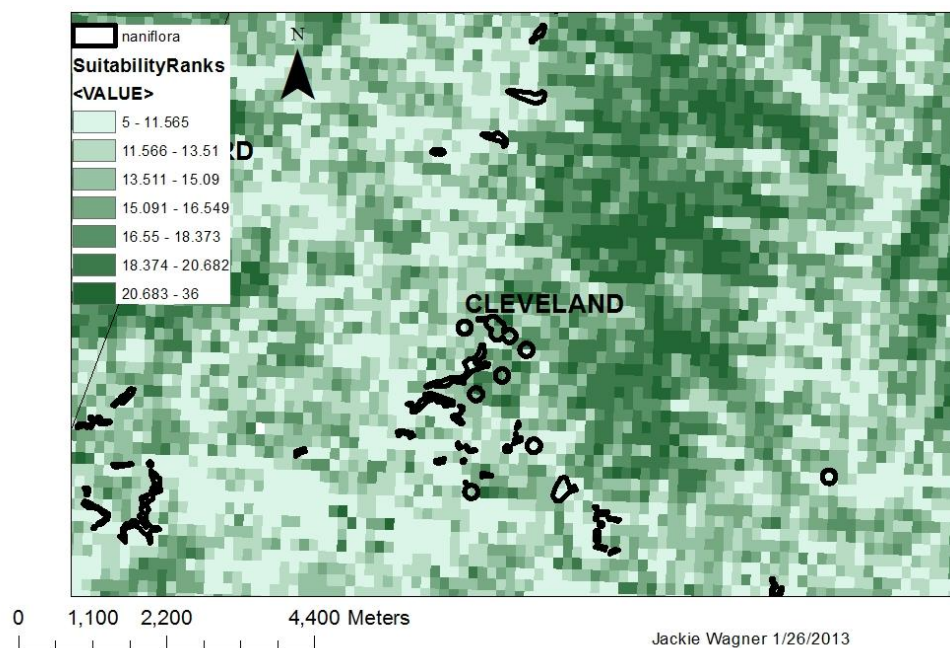 naniflora
N
SuitabilityRanks
<VALUE>
5 - 11.565
11.566 - 13.51
RD
13.511 - 15.09
15.091 - 16.549
16.55 - 18.373
18.374 - 20.682
20.683 - 36
CLEVELAND
0 1,100 2,200 4,400 Meters
Jackie Wagner 1/26/2013